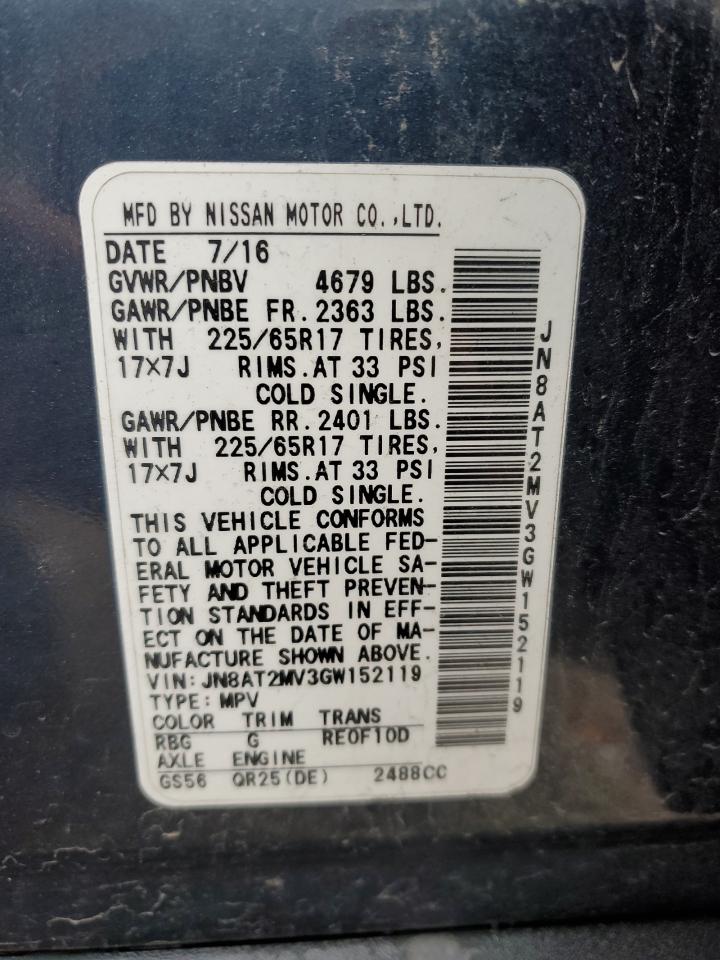 MFD BY NISSAN MOTOR CO.,LTD.
DATE 7/16
GVWR/PNBV 4679 LBS.
GAWR/PNBE FR. 2363 LBS.
WITH 225/65R17 TIRES,
17×7J RIMS.AT 33 PSI
COLD SINGLE.
GAWR/PNBE RR. 2401 LBS.
WITH 225/65R17 TIRES,
17×7J RIMS.AT 33 PSI
COLD SINGLE.
THIS VEHICLE CONFORMS
TO ALL APPLICABLE FED-
ERAL MOTOR VEHICLE SA-
FETY AND THEFT PREVEN-
TION STANDARDS IN EFF-
ECT ON THE DATE OF MA-
NUFACTURE SHOWN ABOVE.
VIN: JN8AT2MV3GW152119
TYPE: MPV
COLOR TRIM TRANS
RBG G RE0F10D
AXLE ENGINE
GS56 QR25(DE) 2488CC
JN8AT2MV3GW152119